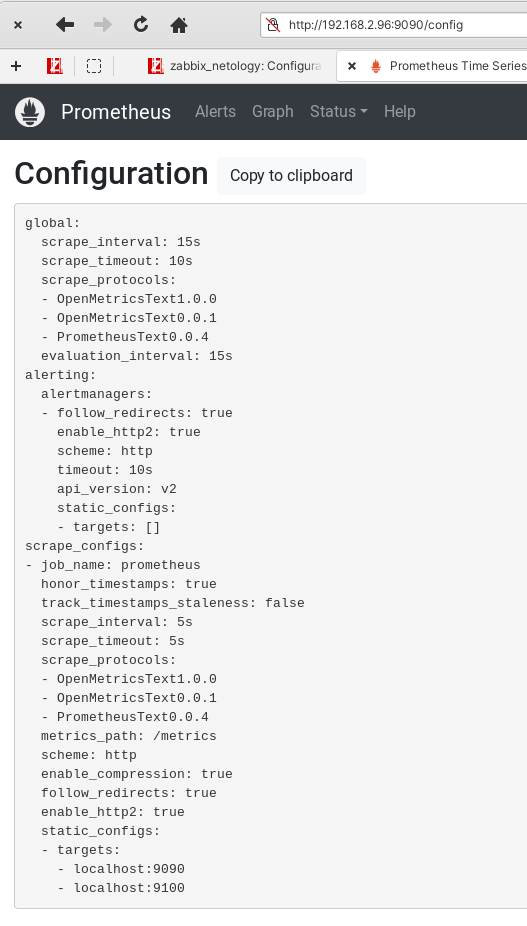 http://192.168.2.96:9090/config
zabbix_netology: Configura
Prometheus Time Series
Prometheus Alerts Graph Status Help
Configuration Copy to clipboard
global:
  scrape_interval: 15s
  scrape_timeout: 10s
  scrape_protocols:
  - OpenMetricsText1.0.0
  - OpenMetricsText0.0.1
  - PrometheusText0.0.4
  evaluation_interval: 15s
alerting:
  alertmanagers:
  - follow_redirects: true
    enable_http2: true
    scheme: http
    timeout: 10s
    api_version: v2
    static_configs:
    - targets: []
scrape_configs:
- job_name: prometheus
  honor_timestamps: true
  track_timestamps_staleness: false
  scrape_interval: 5s
  scrape_timeout: 5s
  scrape_protocols:
  - OpenMetricsText1.0.0
  - OpenMetricsText0.0.1
  - PrometheusText0.0.4
  metrics_path: /metrics
  scheme: http
  enable_compression: true
  follow_redirects: true
  enable_http2: true
  static_configs:
  - targets:
    - localhost:9090
    - localhost:9100